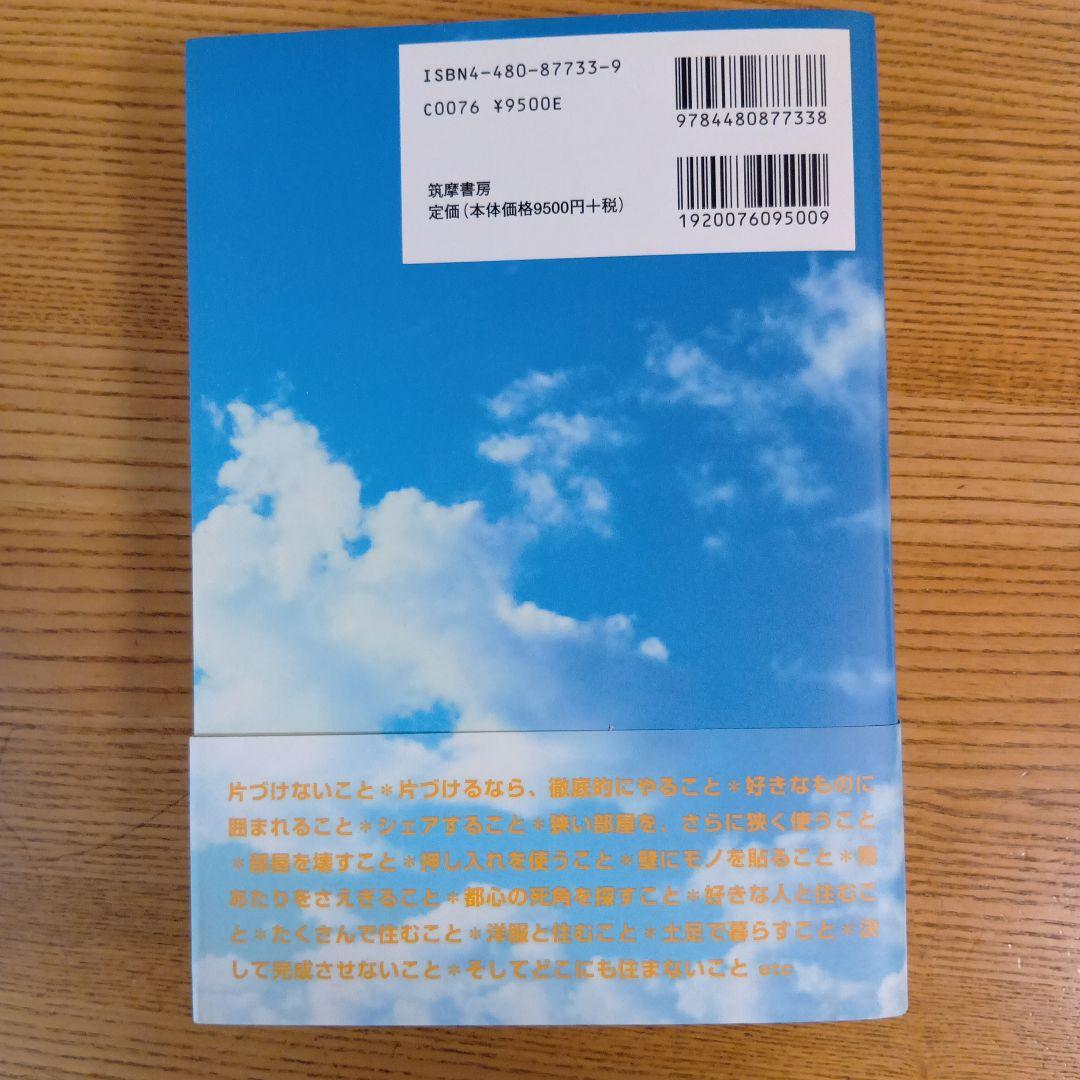 ISBN4-480-87733-9
C0076 ¥9500E
9784480877338
筑摩書房
定価（本体価格9500円＋税）
1920076095009
片づけないこと＊片づけるなら、徹底的にやること＊好きなものに
囲まれること＊シェアすること＊狭い部屋を、さらに狭く使うこと
＊部屋を壊すこと＊押し入れを使うこと＊壁にモノを貼ること＊陽
あたりをさえぎること＊都心の死角を探すこと＊好きな人と住むこ
と＊たくさんで住むこと＊洋服と住むこと＊土足で暮らすこと＊決
して完成させないこと＊そしてどこにも住まないこと etc